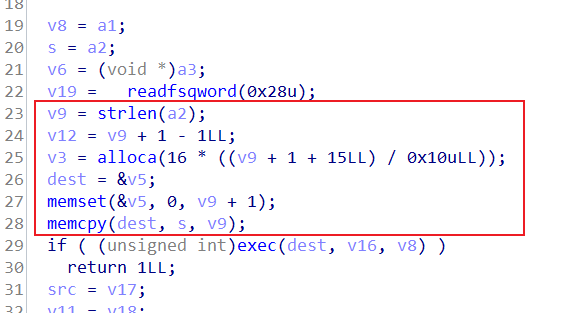 18
19 v8 = a1;
20 s = a2;
21 v6 = (void *)a3;
22 v19 = readfsqword(0x28u);
23 v9 = strlen(a2);
24 v12 = v9 + 1 - 1LL;
25 v3 = alloca(16 * ((v9 + 1 + 15LL) / 0x10uLL));
26 dest = &v5;
27 memset(&v5, 0, v9 + 1);
28 memcpy(dest, s, v9);
29 if ( (unsigned int)exec(dest, v16, v8) )
30 return 1LL;
31 src = v17;
32 v11 = v18;